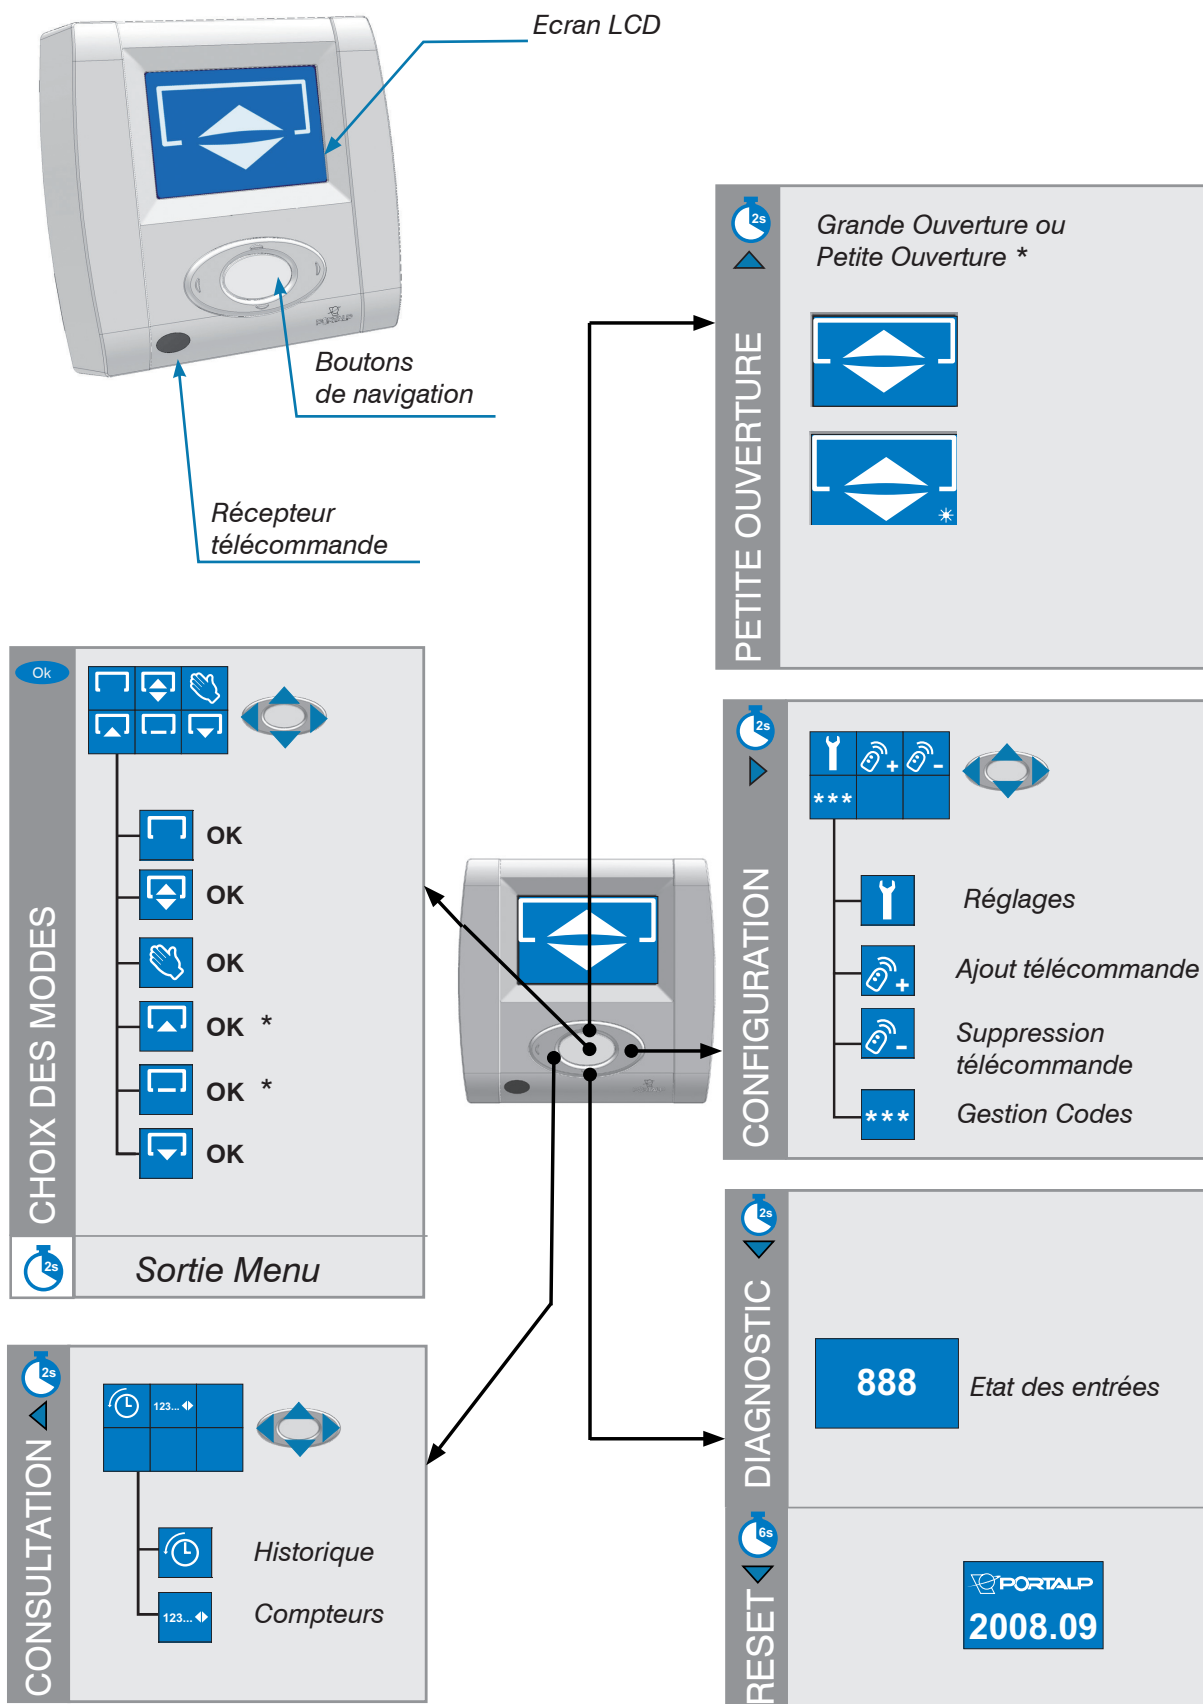 Ecran LCD
PORTALP
Boutons
de navigation
Récepteur
télécommande
2s
PETITE OUVERTURE
Grande Ouverture ou
Petite Ouverture *
Ok
CHOIX DES MODES
OK
OK
OK
OK *
OK *
OK
2s
Sortie Menu
2s
CONFIGURATION
***
Réglages
Ajout télécommande
Suppression
télécommande
*** Gestion Codes
2s
CONSULTATION
123...
Historique
123... Compteurs
2s
DIAGNOSTIC
888
Etat des entrées
6s
RESET
PORTALP
2008.09